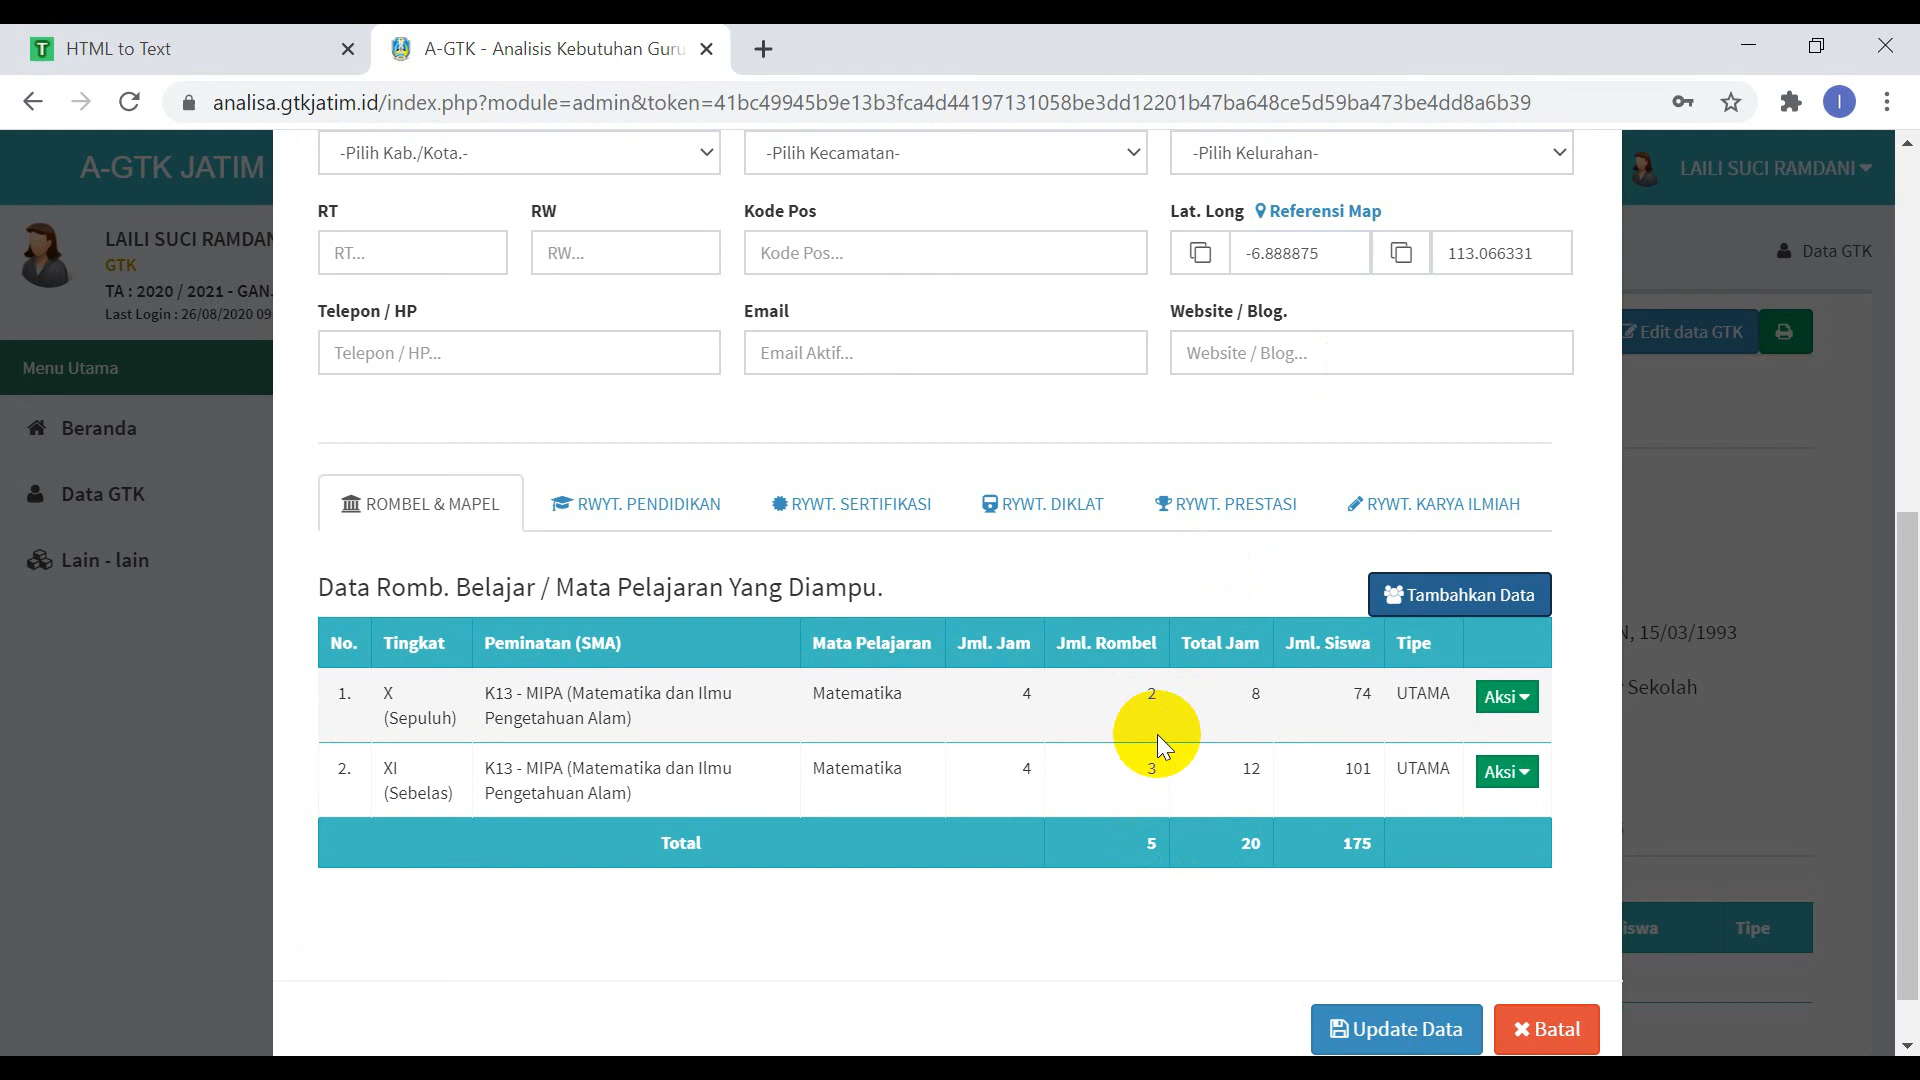 HTML to Text
A-GTK - Analisis Kebutuhan Guru
analisa.gtkjatim.id/index.php?module=admin&token=41bc49945b9e13b3fca4d44197131058be3dd12201b47ba648ce5d59ba473be4dd8a6b39
I
A-GTK JATIM
LAILI SUCI RAMDANI
LAILI SUCI RAMDAN
GTK
TA : 2020 / 2021 - GAN
Last Login : 26/08/2020 09
Menu Utama
Beranda
Data GTK
Lain - lain
-Pilih Kab./Kota.-
-Pilih Kecamatan-
-Pilih Kelurahan-
RT
RW
Kode Pos
Lat. Long Referensi Map
RT...
RW...
Kode Pos...
-6.888875
113.066331
Telepon / HP
Email
Website / Blog.
Telepon / HP...
Email Aktif...
Website / Blog...
ROMBEL & MAPEL
RWYT. PENDIDIKAN
RYWT. SERTIFIKASI
RYWT. DIKLAT
RYWT. PRESTASI
RYWT. KARYA ILMIAH
Data Romb. Belajar / Mata Pelajaran Yang Diampu.
Tambahkan Data
No. Tingkat Peminatan (SMA) Mata Pelajaran Jml. Jam Jml. Rombel Total Jam Jml. Siswa Tipe
1. X K13 - MIPA (Matematika dan Ilmu Matematika 4 2 8 74 UTAMA Aksi
(Sepuluh) Pengetahuan Alam)
2. XI K13 - MIPA (Matematika dan Ilmu Matematika 4 3 12 101 UTAMA Aksi
(Sebelas) Pengetahuan Alam)
Total 5 20 175
Update Data
Batal
Data GTK
Edit data GTK
N, 15/03/1993
Sekolah
iswa
Tipe